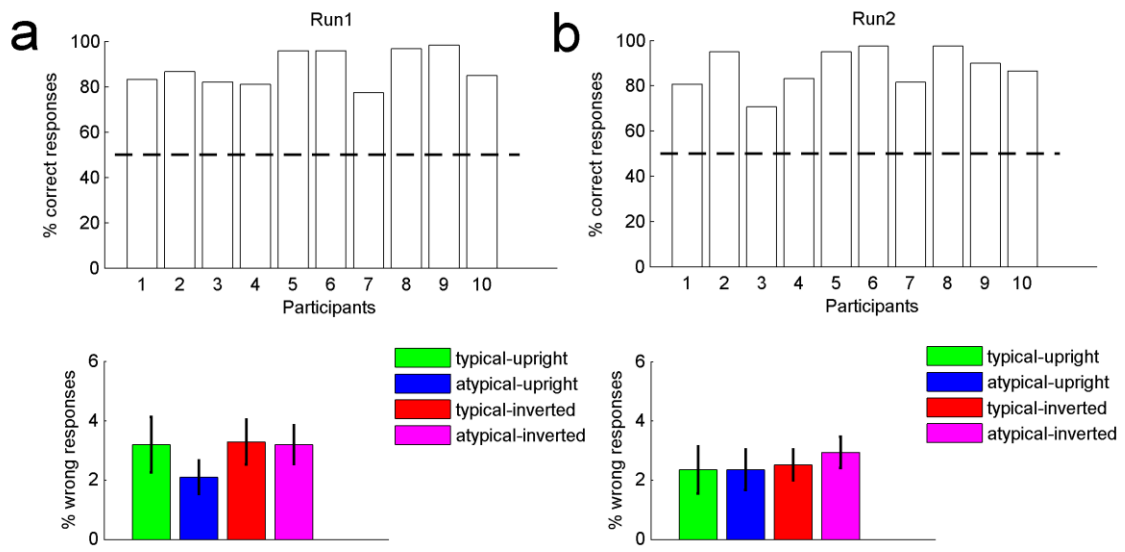 a
Run1
% correct responses
100
80
60
40
20
0
1 2 3 4 5 6 7 8 9 10
Participants
b
Run2
% correct responses
100
80
60
40
20
0
1 2 3 4 5 6 7 8 9 10
Participants
% wrong responses
6
4
2
0
typical-upright
atypical-upright
typical-inverted
atypical-inverted
% wrong responses
6
4
2
0
typical-upright
atypical-upright
typical-inverted
atypical-inverted